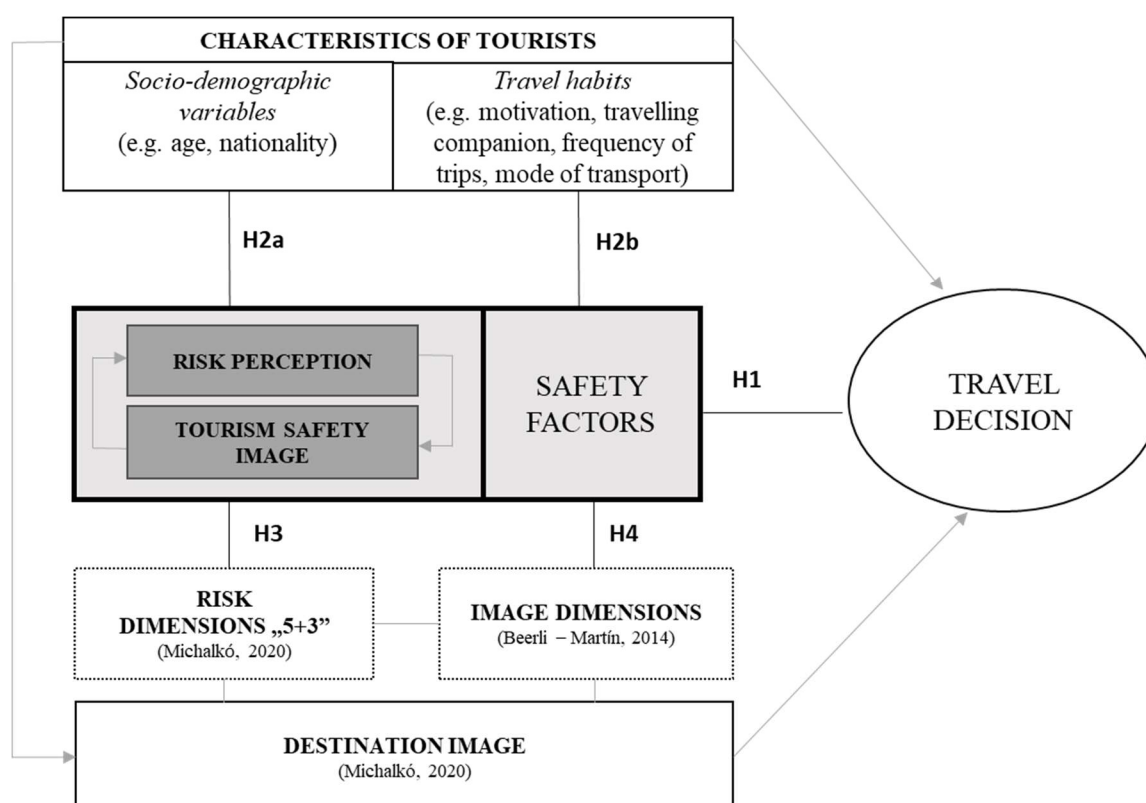 CHARACTERISTICS OF TOURISTS
Socio-demographic
variables
(e.g. age, nationality)
Travel habits
(e.g. motivation, travelling
companion, frequency of
trips, mode of transport)
H2a
H2b
RISK PERCEPTION
TOURISM SAFETY
IMAGE
SAFETY
FACTORS
H1
TRAVEL
DECISION
H3
H4
RISK
DIMENSIONS „5+3”
(Michalkó, 2020)
IMAGE DIMENSIONS
(Beerli – Martín, 2014)
DESTINATION IMAGE
(Michalkó, 2020)